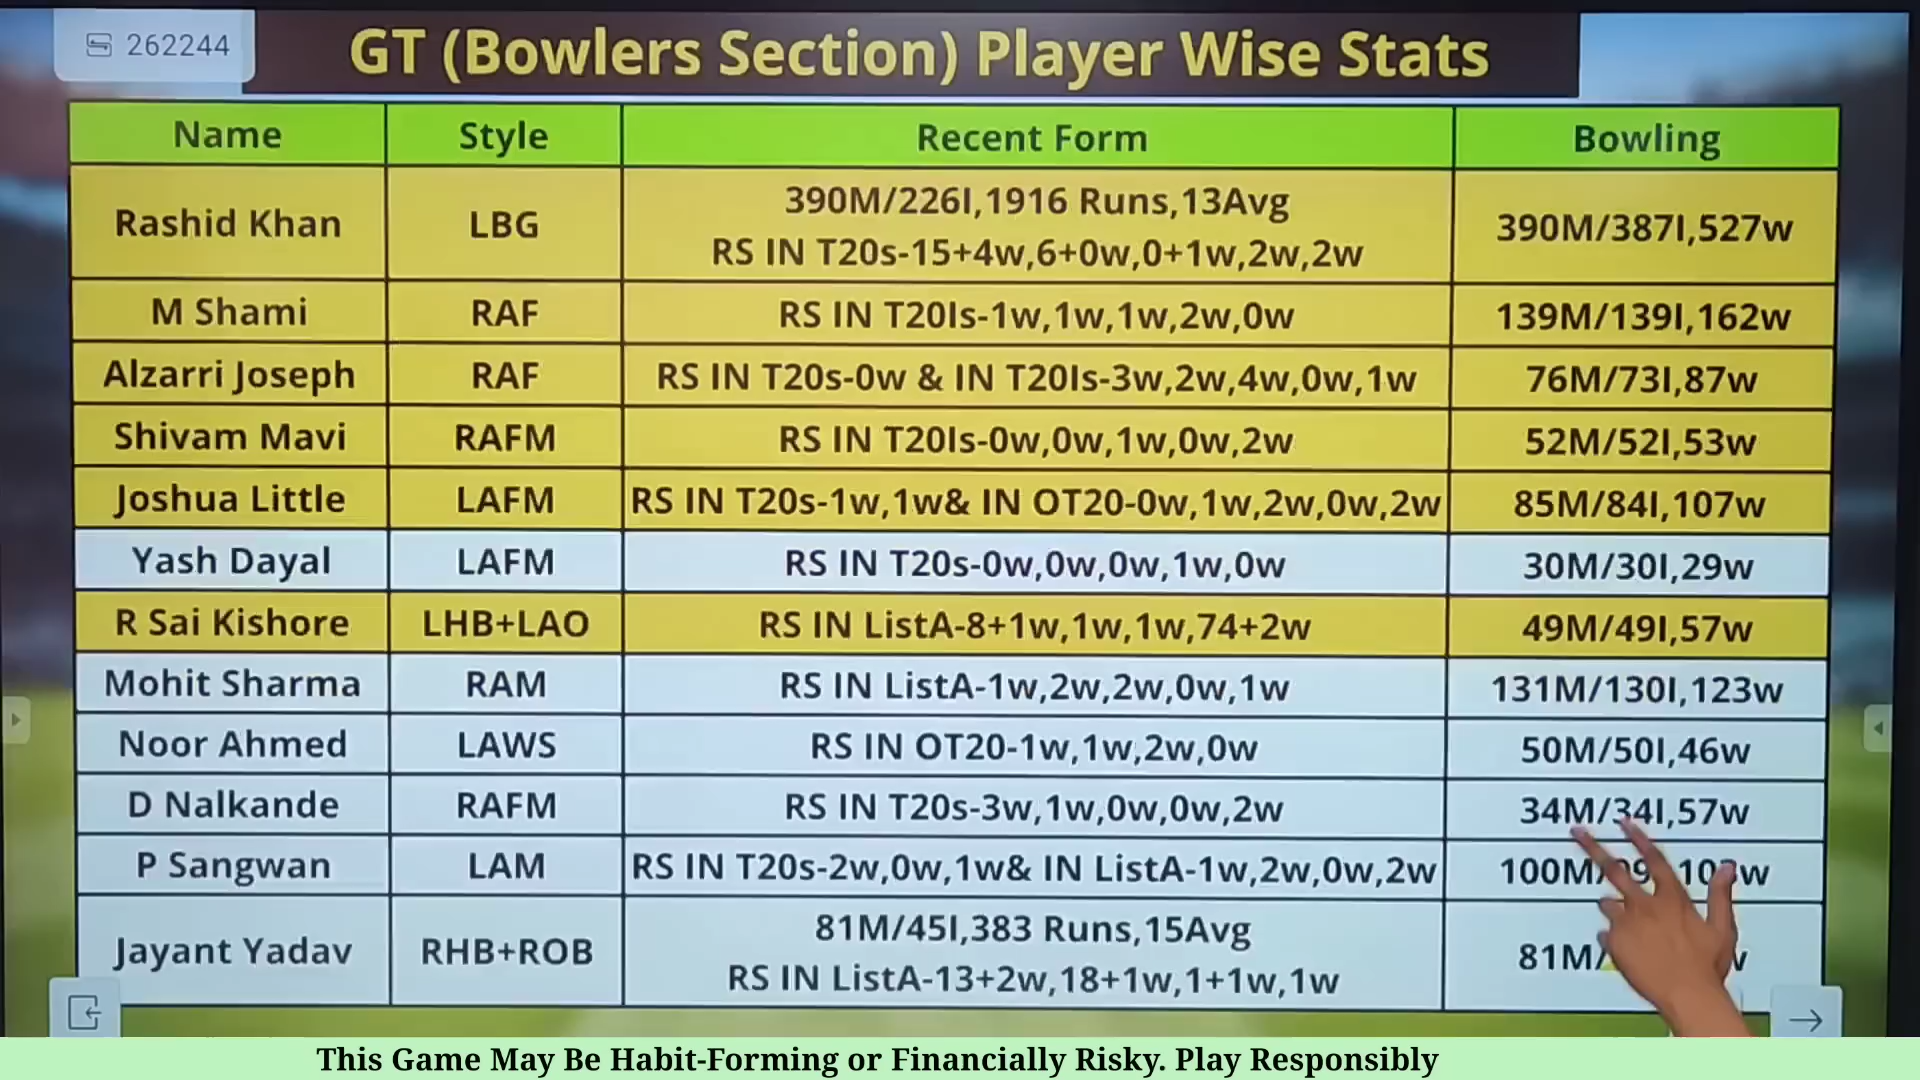 262244
GT (Bowlers Section) Player Wise Stats
Name Style Recent Form Bowling
Rashid Khan LBG 390M/226I,1916 Runs,13Avg 390M/387I,527w
RS IN T20s-15+4w,6+0w,0+1w,2w,2w
M Shami RAF RS IN T20Is-1w,1w,1w,2w,0w 139M/139I,162w
Alzarri Joseph RAF RS IN T20s-0w & IN T20Is-3w,2w,4w,0w,1w 76M/73I,87w
Shivam Mavi RAFM RS IN T20Is-0w,0w,1w,0w,2w 52M/52I,53w
Joshua Little LAFM RS IN T20s-1w,1w& IN OT20-0w,1w,2w,0w,2w 85M/84I,107w
Yash Dayal LAFM RS IN T20s-0w,0w,0w,1w,0w 30M/30I,29w
R Sai Kishore LHB+LAO RS IN ListA-8+1w,1w,1w,74+2w 49M/49I,57w
Mohit Sharma RAM RS IN ListA-1w,2w,2w,0w,1w 131M/130I,123w
Noor Ahmed LAWS RS IN OT20-1w,1w,2w,0w 50M/50I,46w
D Nalkande RAFM RS IN T20s-3w,1w,0w,0w,2w 34M/34I,57w
P Sangwan LAM RS IN T20s-2w,0w,1w& IN ListA-1w,2w,0w,2w 100M/
Jayant Yadav RHB+ROB 81M/45I,383 Runs,15Avg 81M/
RS IN ListA-13+2w,18+1w,1+1w,1w
This Game May Be Habit-Forming or Financially Risky. Play Responsibly